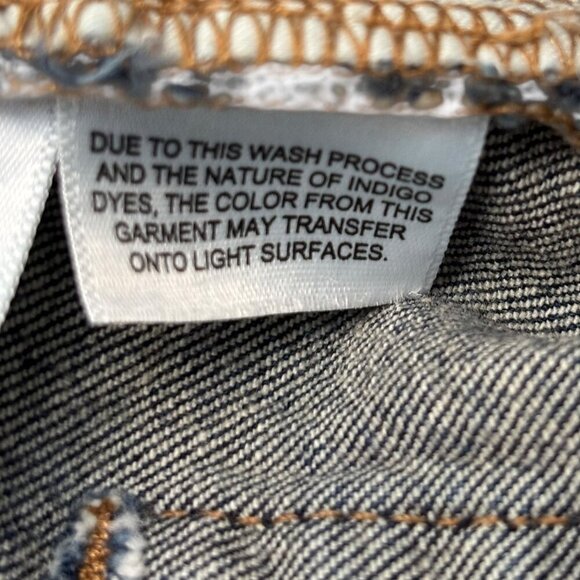 DUE TO THIS WASH PROCESS
AND THE NATURE OF INDIGO
DYES, THE COLOR FROM THIS
GARMENT MAY TRANSFER
ONTO LIGHT SURFACES.